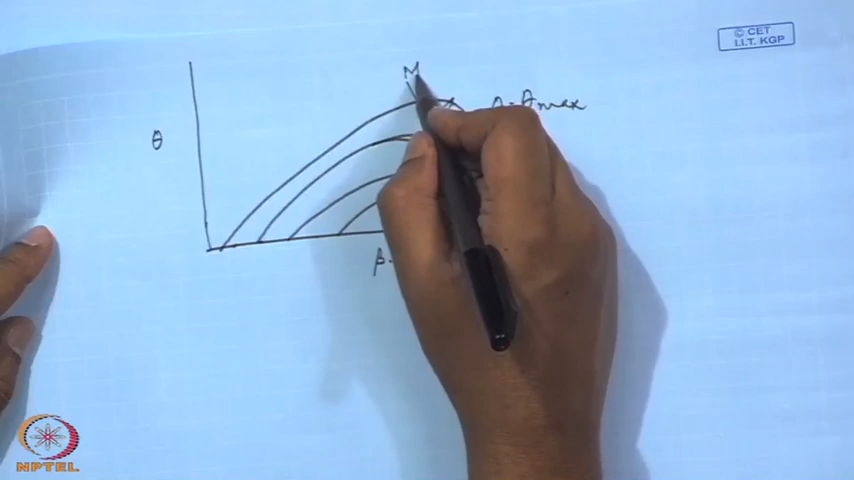 © CET
I.I.T. KGP
M
θ
θmax
β
NPTEL